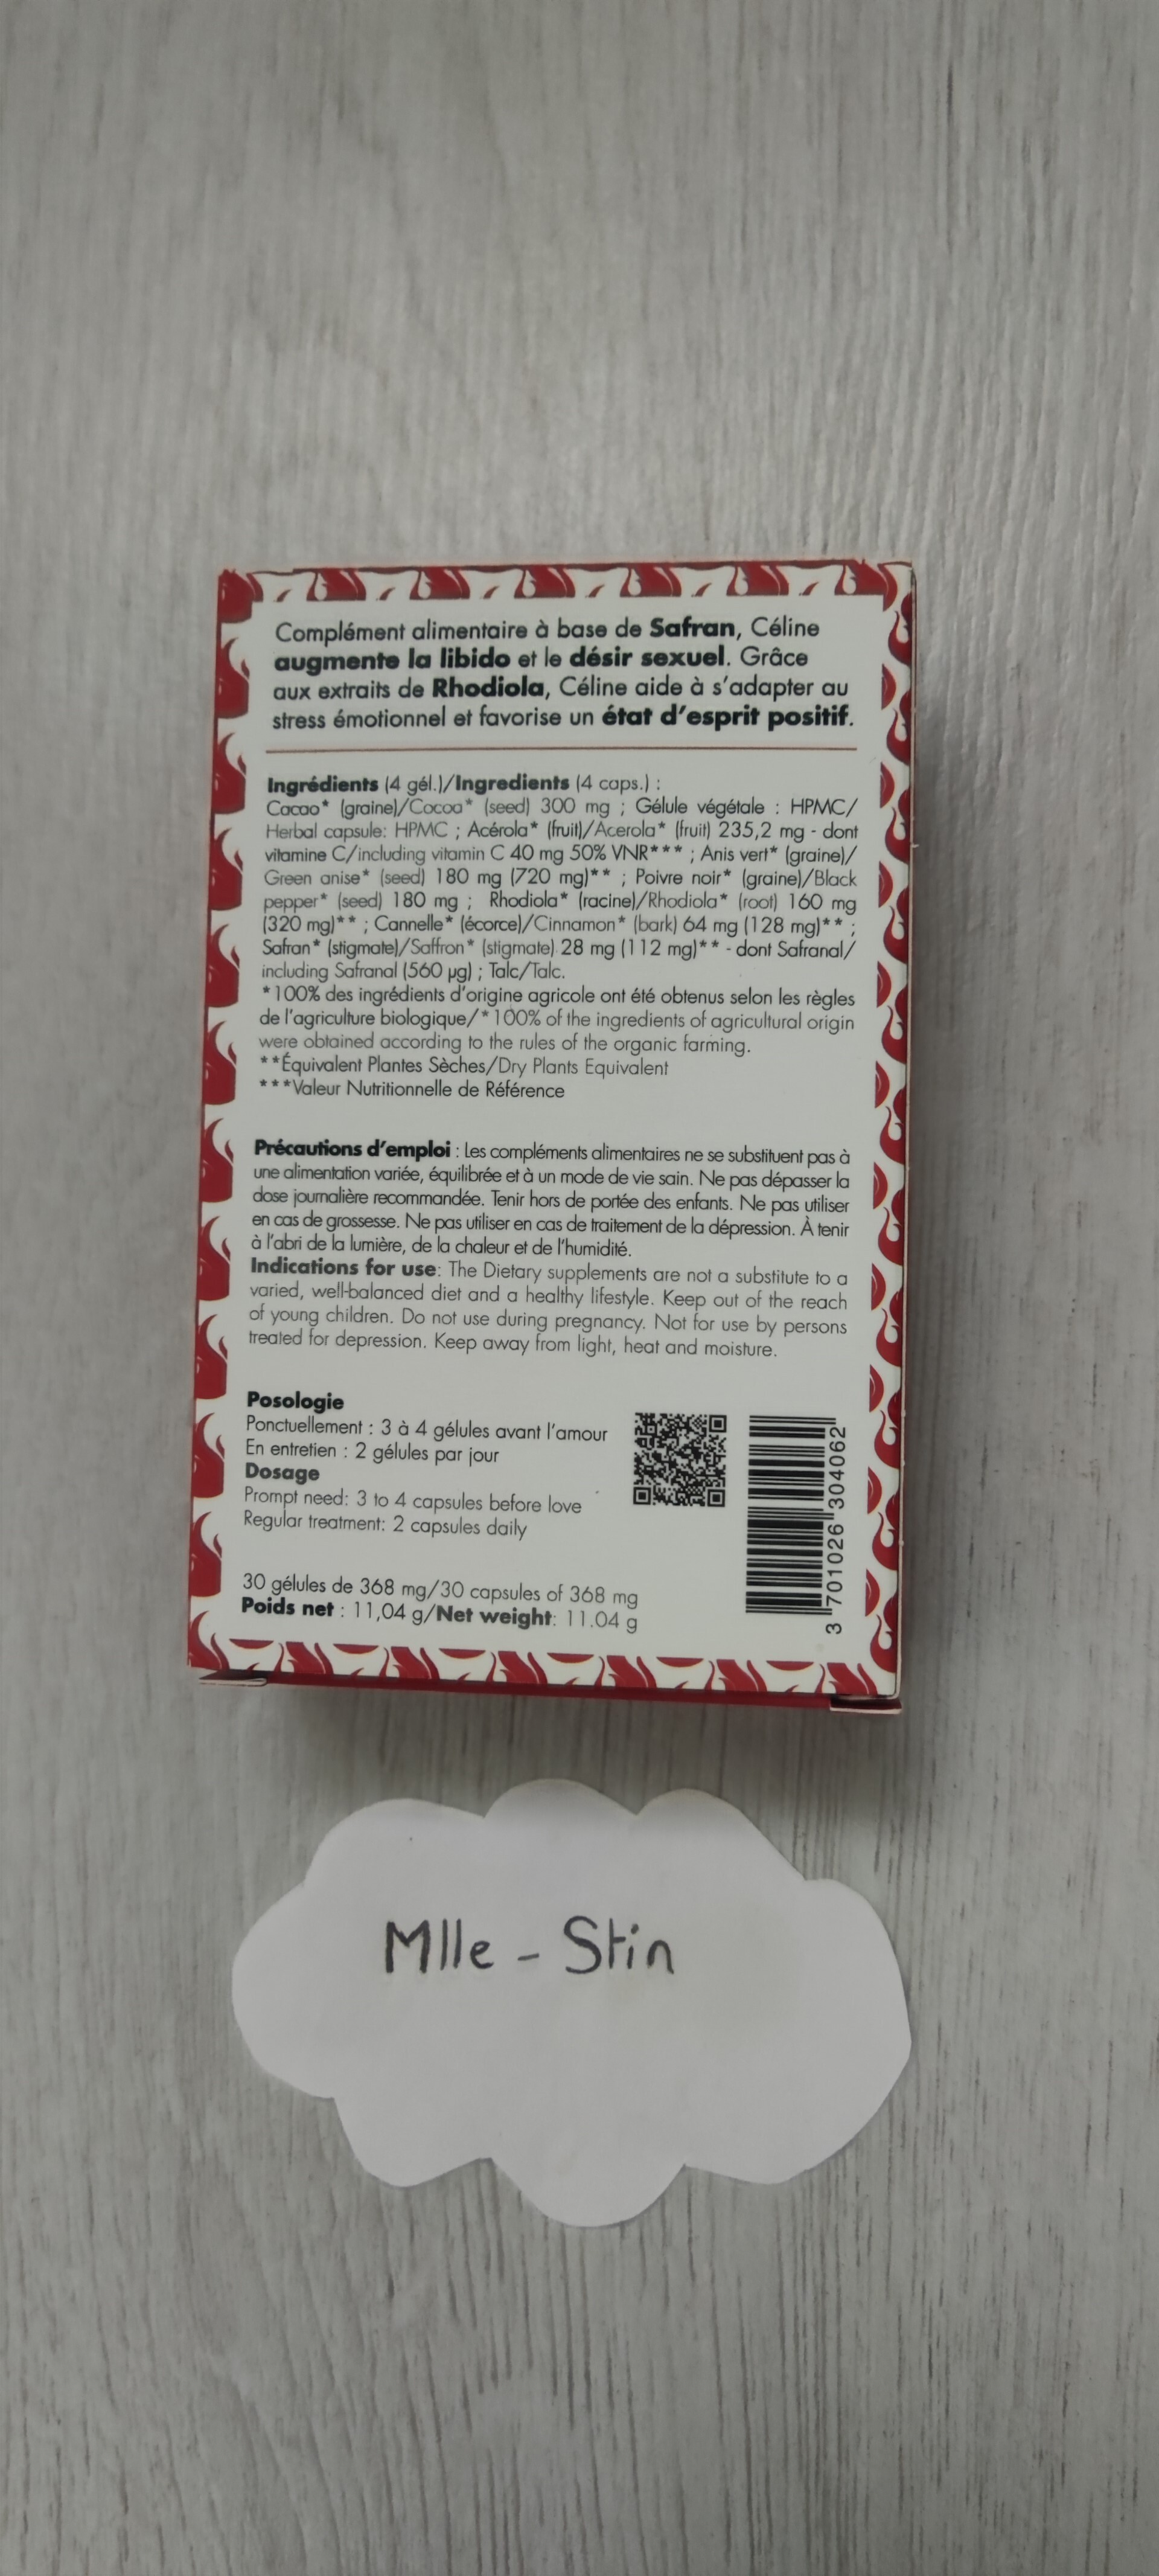 Complément alimentaire à base de Safran, Céline
augmente la libido et le désir sexuel. Grâce
aux extraits de Rhodiola, Céline aide à s'adapter au
stress émotionnel et favorise un état d'esprit positif.
Ingrédients (4 gél.)/Ingredients (4 caps.) :
Cacao* (graine)/Cocoa* (seed) 300 mg ; Gélule végétale : HPMC/
Herbal capsule: HPMC ; Acérola* (fruit)/Acerola* (fruit) 235,2 mg - dont
vitamine C/including vitamin C 40 mg 50% VNR*** ; Anis vert* (graine)/
Green anise* (seed) 180 mg (720 mg)** ; Poivre noir* (graine)/Black
pepper* (seed) 180 mg ; Rhodiola* (racine)/Rhodiola* (root) 160 mg
(320 mg)** ; Cannelle* (écorce)/Cinnamon* (bark) 64 mg (128 mg)** ;
Safran* (stigmate)/Saffron* (stigmate) 28 mg (112 mg)** - dont Safranal/
including Safranal (560 µg) ; Talc/Talc.
*100% des ingrédients d'origine agricole ont été obtenus selon les règles
de l'agriculture biologique/*100% of the ingredients of agricultural origin
were obtained according to the rules of the organic farming.
**Équivalent Plantes Sèches/Dry Plants Equivalent
***Valeur Nutritionnelle de Référence
Précautions d'emploi : Les compléments alimentaires ne se substituent pas à
une alimentation variée, équilibrée et à un mode de vie sain. Ne pas dépasser la
dose journalière recommandée. Tenir hors de portée des enfants. Ne pas utiliser
en cas de grossesse. Ne pas utiliser en cas de traitement de la dépression. À tenir
à l'abri de la lumière, de la chaleur et de l'humidité.
Indications for use: The Dietary supplements are not a substitute to a
varied, well-balanced diet and a healthy lifestyle. Keep out of the reach
of young children. Do not use during pregnancy. Not for use by persons
treated for depression. Keep away from light, heat and moisture.
Posologie
Ponctuellement : 3 à 4 gélules avant l'amour
En entretien : 2 gélules par jour
Dosage
Prompt need: 3 to 4 capsules before love
Regular treatment: 2 capsules daily
30 gélules de 368 mg/30 capsules of 368 mg
Poids net : 11,04 g/Net weight: 11.04 g
3 701026 304062
Mlle - Stin